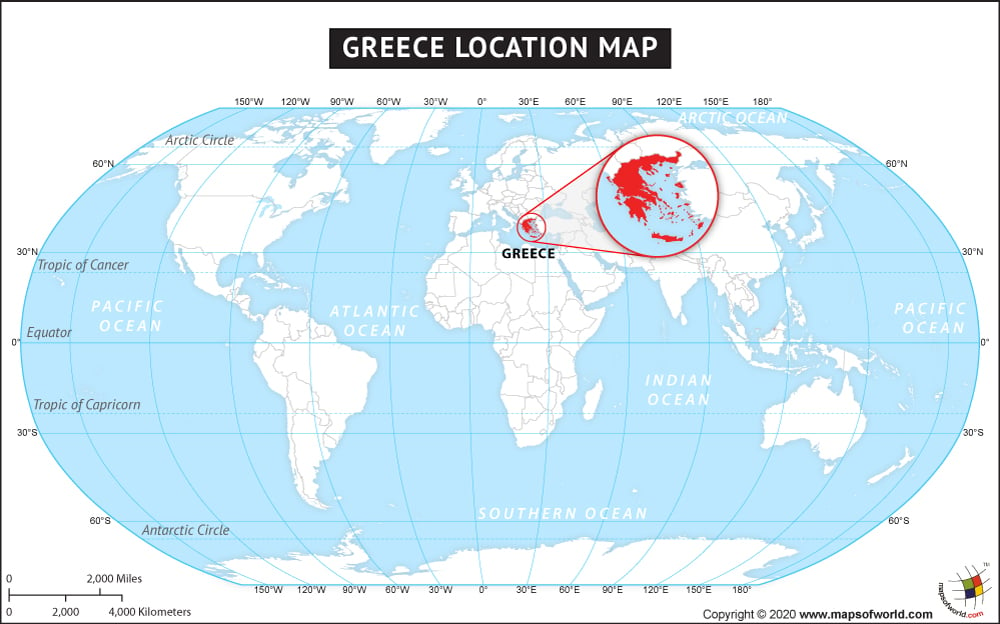 GREECE LOCATION MAP
150°W 120°W 90°W 60°W 30°W 0° 30°E 60°E 90°E 120°E 150°E 180°
ARCTIC OCEAN
Arctic Circle
60°N 60°N
GREECE
30°N 30°N
Tropic of Cancer
PACIFIC
OCEAN
ATLANTIC
OCEAN
PACIFIC
OCEAN
Equator
0° 0°
INDIAN
OCEAN
Tropic of Capricorn
30°S 30°S
SOUTHERN OCEAN
60°S 60°S
Antarctic Circle
150°W 120°W 90°W 60°W 30°W 0° 30°E 60°E 90°E 120°E 150°E 180°
0 2,000 Miles
0 2,000 4,000 Kilometers
TM
mapsofworld.com
Copyright © 2020 www.mapsofworld.com